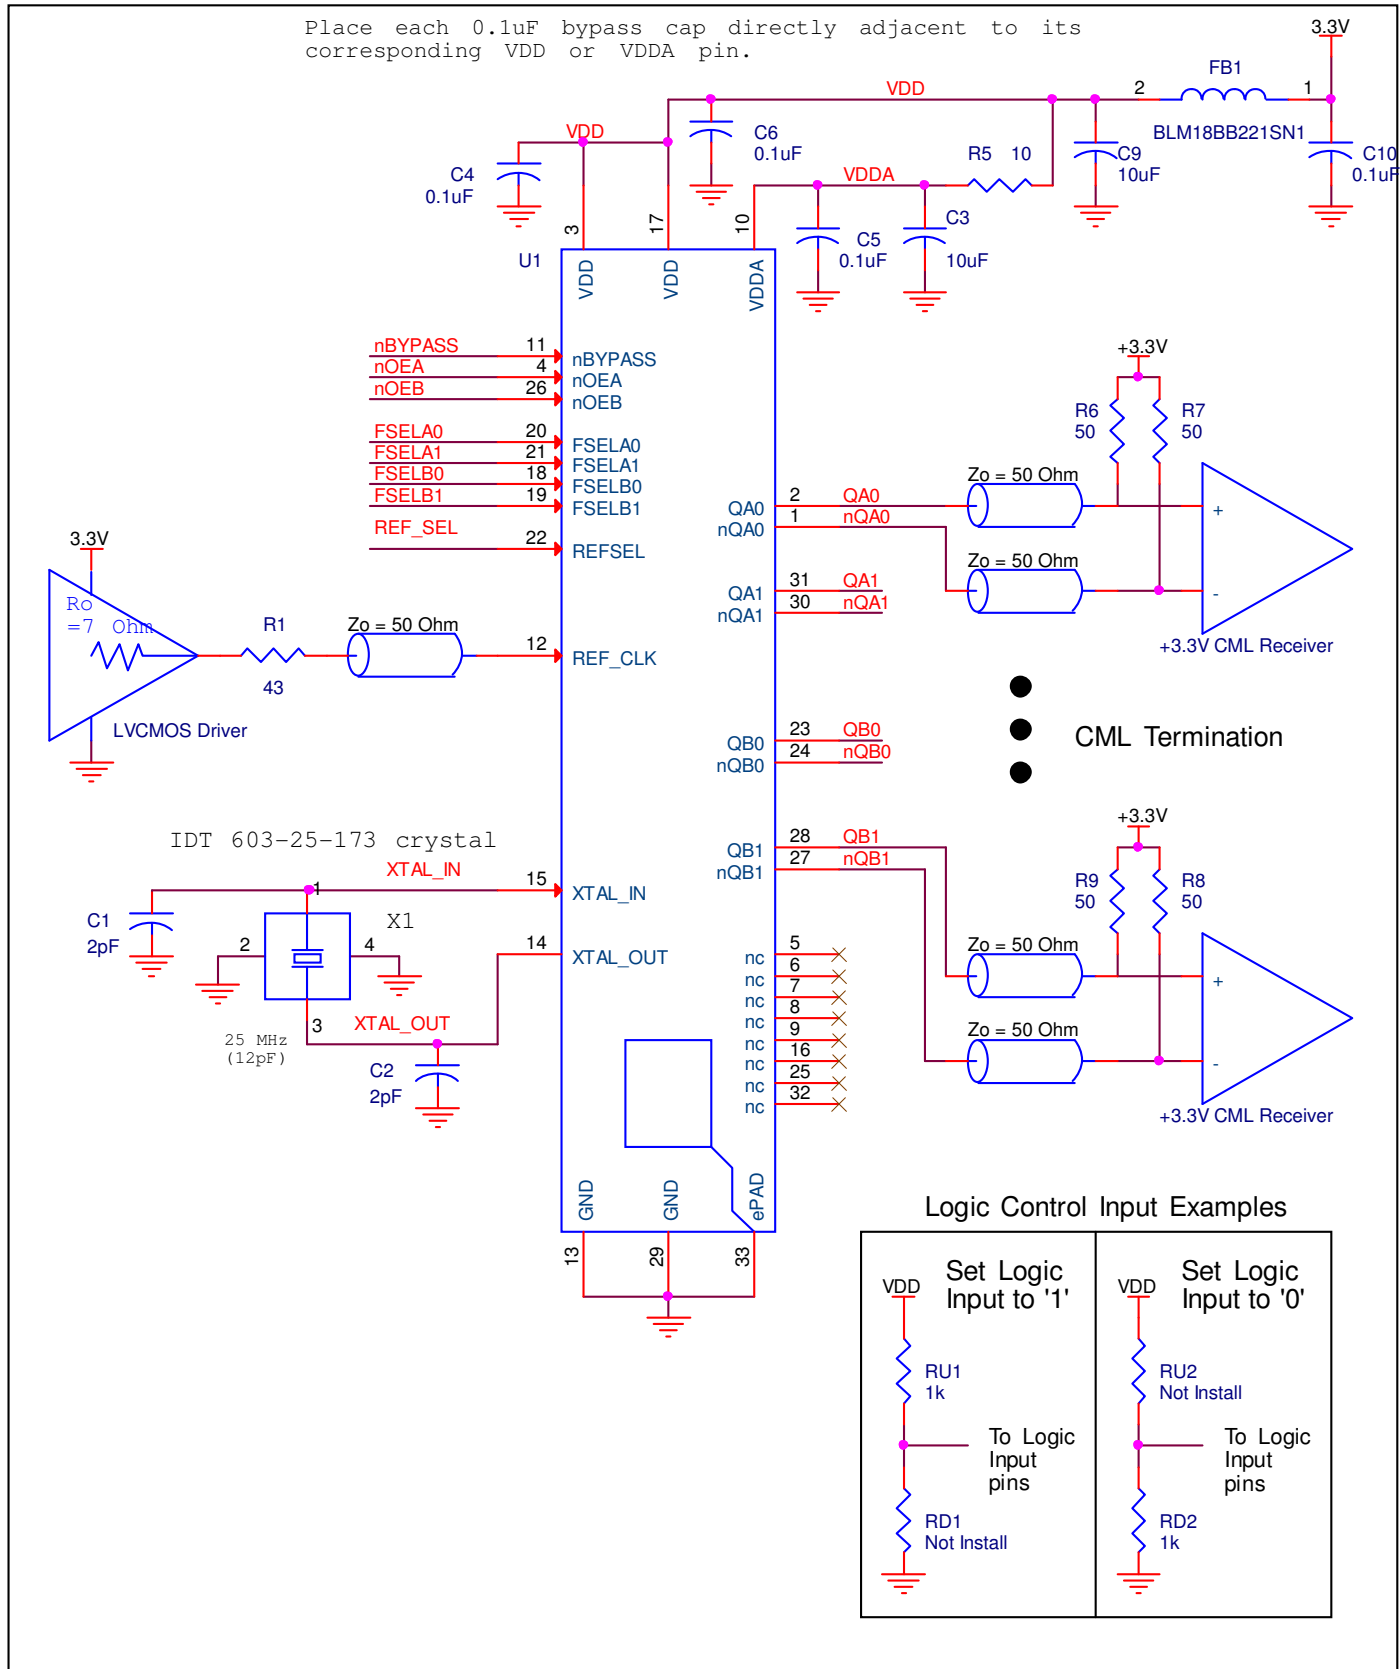 Place each 0.1uF bypass cap directly adjacent to its
corresponding VDD or VDDA pin.
3.3V
FB1
2
1
BLM18BB221SN1
VDD
VDD
C6
0.1uF
C4
0.1uF
R5 10
C9
10uF
C10
0.1uF
VDDA
C5
0.1uF
C3
10uF
3
17
10
U1
VDD
VDD
VDDA
nBYPASS 11 nBYPASS
nOEA 4 nOEA
nOEB 26 nOEB
FSELA0 20 FSELA0
FSELA1 21 FSELA1
FSELB0 18 FSELB0
FSELB1 19 FSELB1
REF_SEL 22 REFSEL
3.3V
Ro
=7 Ohm
R1
43
Zo = 50 Ohm
12 REF_CLK
LVCMOS Driver
QA0 2 QA0
nQA0 1 nQA0
QA1 31 QA1
nQA1 30 nQA1
QB0 23 QB0
nQB0 24 nQB0
QB1 28 QB1
nQB1 27 nQB1
+3.3V
R6
50
R7
50
Zo = 50 Ohm
Zo = 50 Ohm
+
-
+3.3V CML Receiver
CML Termination
+3.3V
R9
50
R8
50
Zo = 50 Ohm
Zo = 50 Ohm
+
-
+3.3V CML Receiver
IDT 603-25-173 crystal
XTAL_IN 15 XTAL_IN
1
C1
2pF
X1
2
4
3
14 XTAL_OUT
XTAL_OUT
25 MHz
(12pF)
C2
2pF
nc 5
nc 6
nc 7
nc 8
nc 9
nc 16
nc 25
nc 32
GND
GND
ePAD
13
29
33
Logic Control Input Examples
Set Logic
Input to '1'
VDD
RU1
1k
To Logic
Input
pins
RD1
Not Install
Set Logic
Input to '0'
VDD
RU2
Not Install
To Logic
Input
pins
RD2
1k